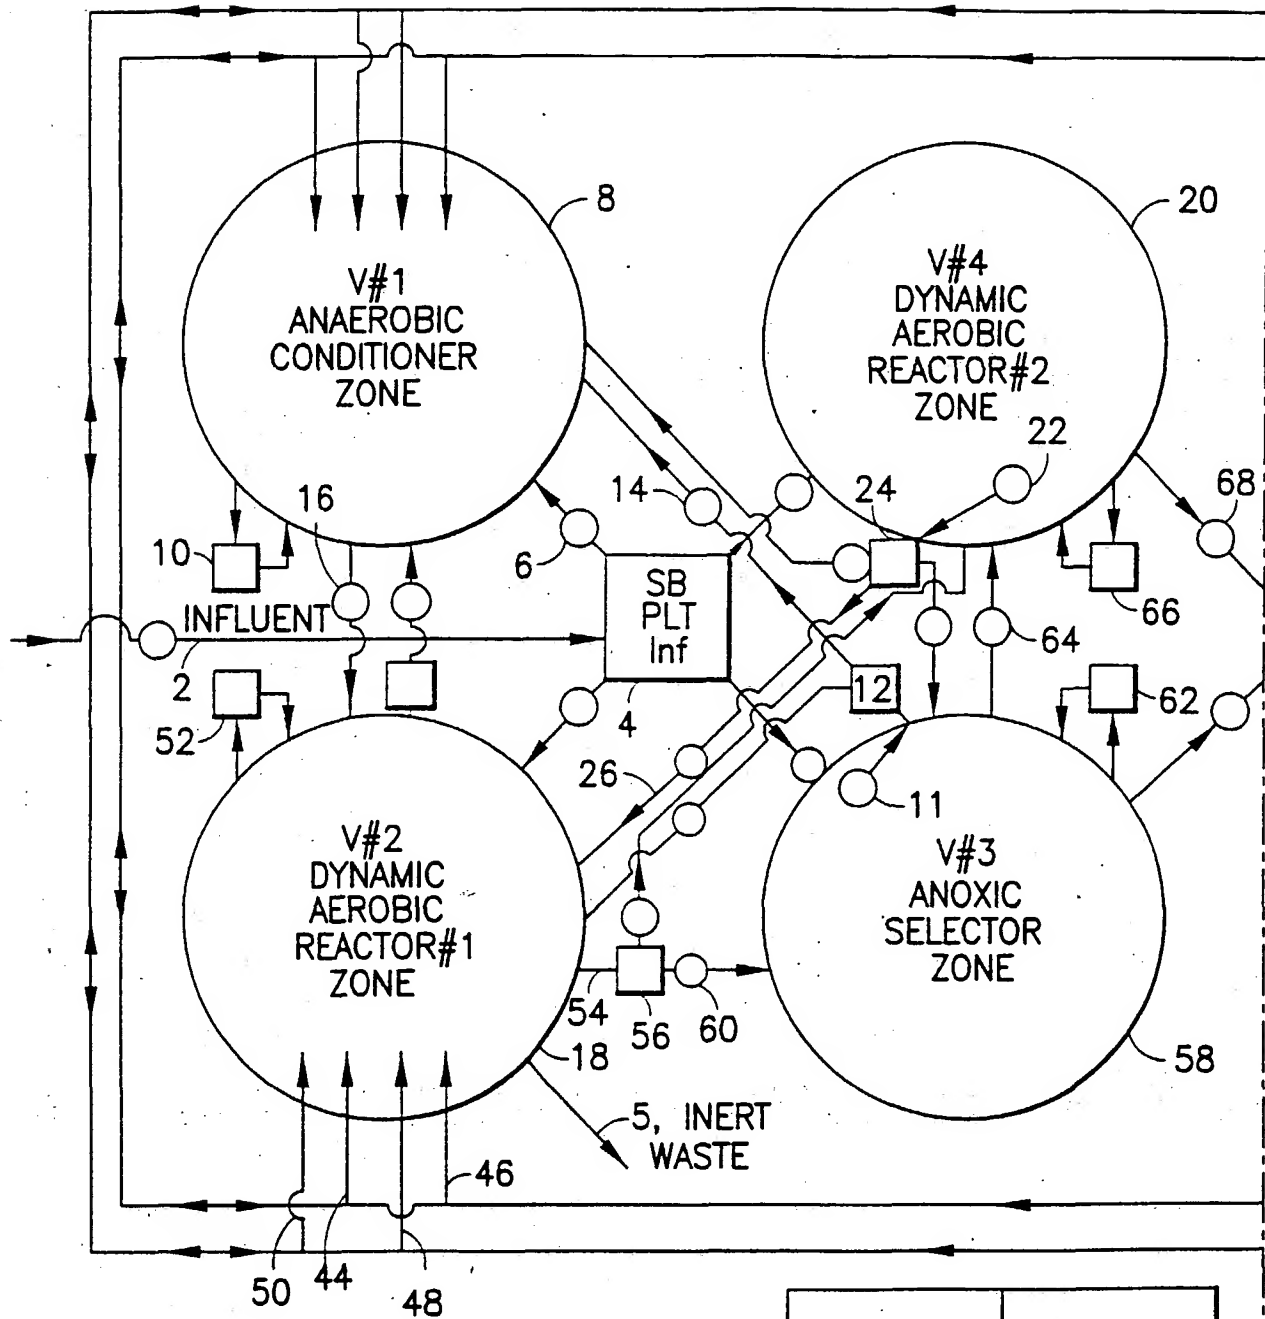 8
20
V#1
ANAEROBIC
CONDITIONER
ZONE
V#4
DYNAMIC
AEROBIC
REACTOR#2
ZONE
22
16
14
24
68
10
6
SB
PLT
Inf
INFLUENT
66
64
2
12
52
4
62
26
11
V#2
DYNAMIC
AEROBIC
REACTOR#1
ZONE
V#3
ANOXIC
SELECTOR
ZONE
54
56
60
18
58
5, INERT
WASTE
46
50
44
48